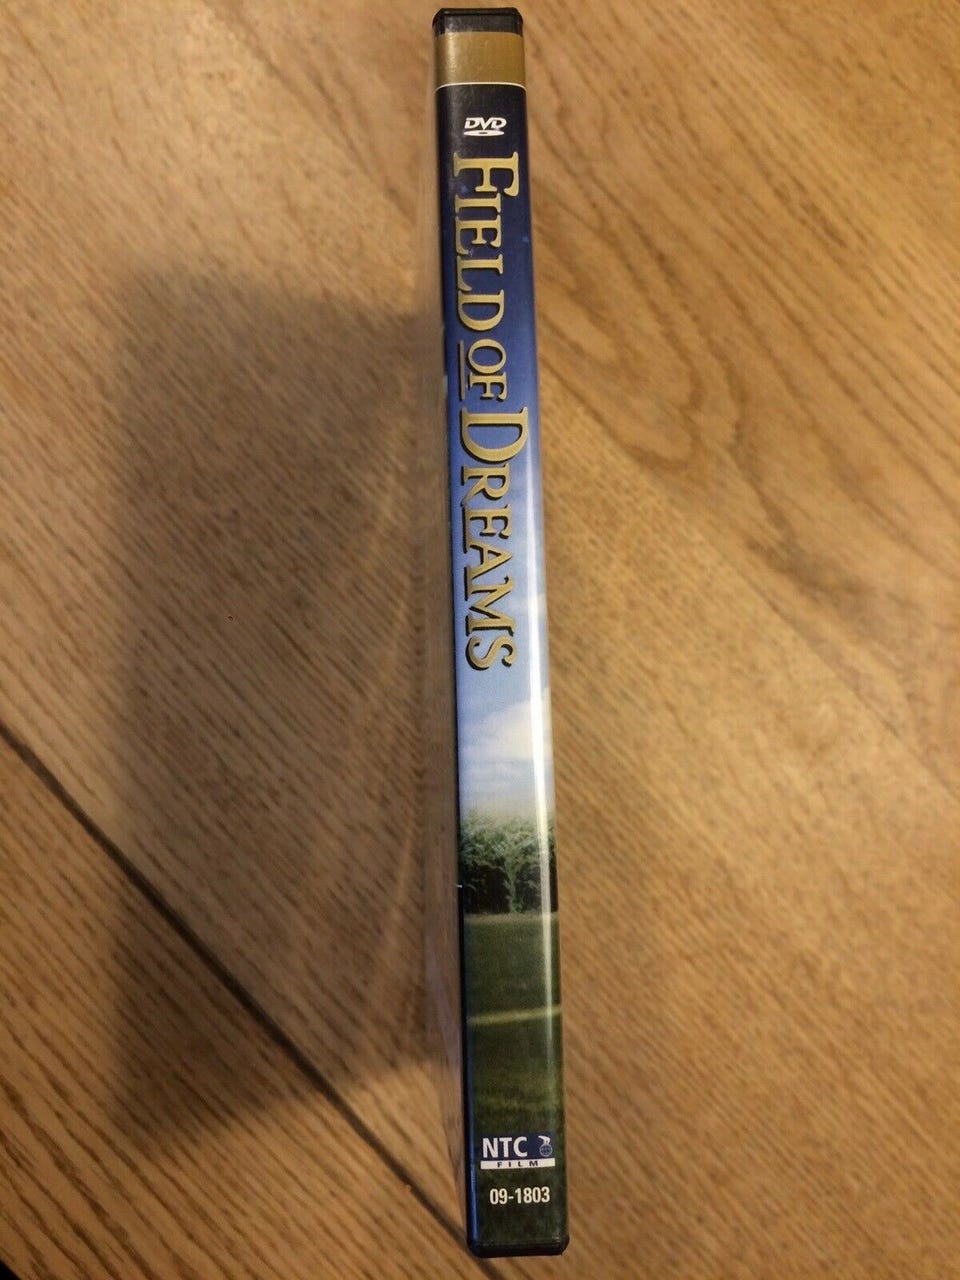 DVD
FIELD OF DREAMS
NTC
FILM
09-1803